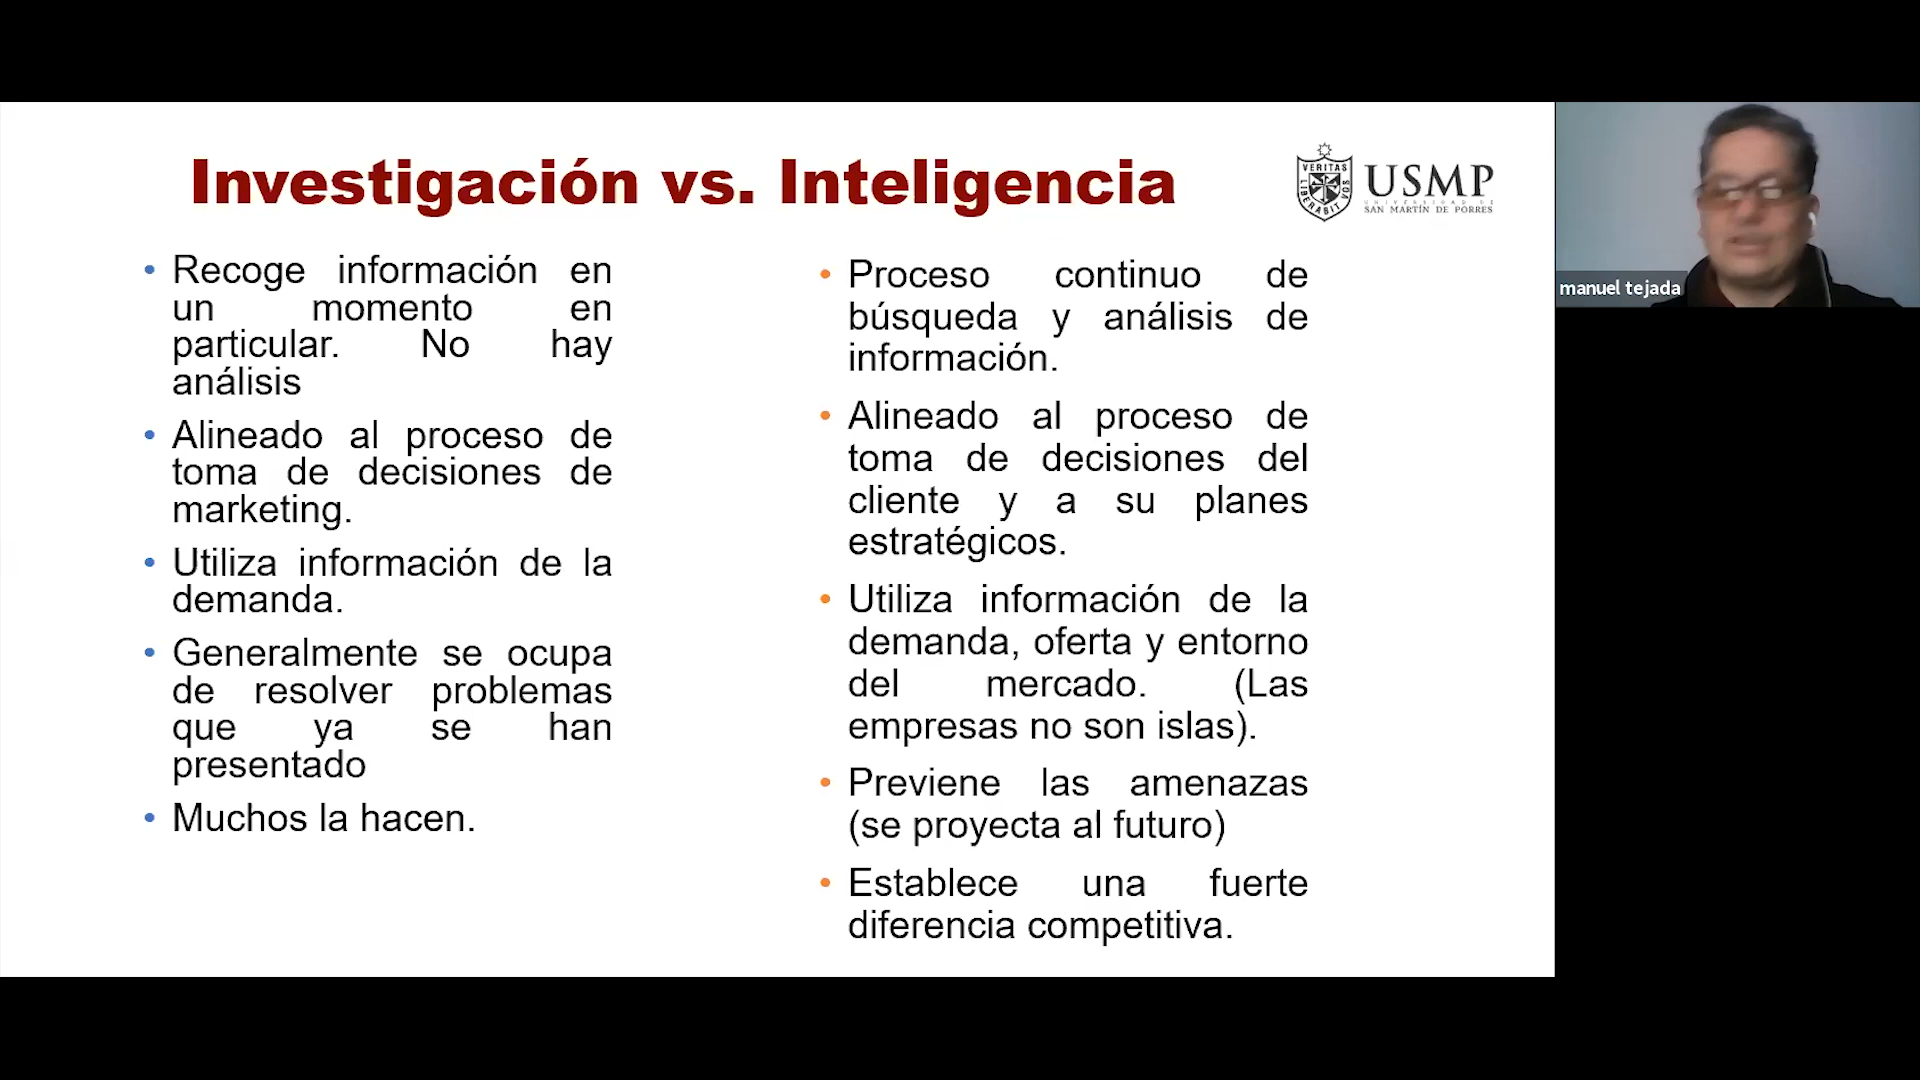 Investigación vs. Inteligencia
VERITAS
LIBERABIT VOS
USMP
UNIVERSIDAD DE
SAN MARTÍN DE PORRES
• Recoge información en
un momento en
particular. No hay
análisis
• Alineado al proceso de
toma de decisiones de
marketing.
• Utiliza información de la
demanda.
• Generalmente se ocupa
de resolver problemas
que ya se han
presentado
• Muchos la hacen.
• Proceso continuo de
búsqueda y análisis de
información.
• Alineado al proceso de
toma de decisiones del
cliente y a su planes
estratégicos.
• Utiliza información de la
demanda, oferta y entorno
del mercado. (Las
empresas no son islas).
• Previene las amenazas
(se proyecta al futuro)
• Establece una fuerte
diferencia competitiva.
manuel tejada